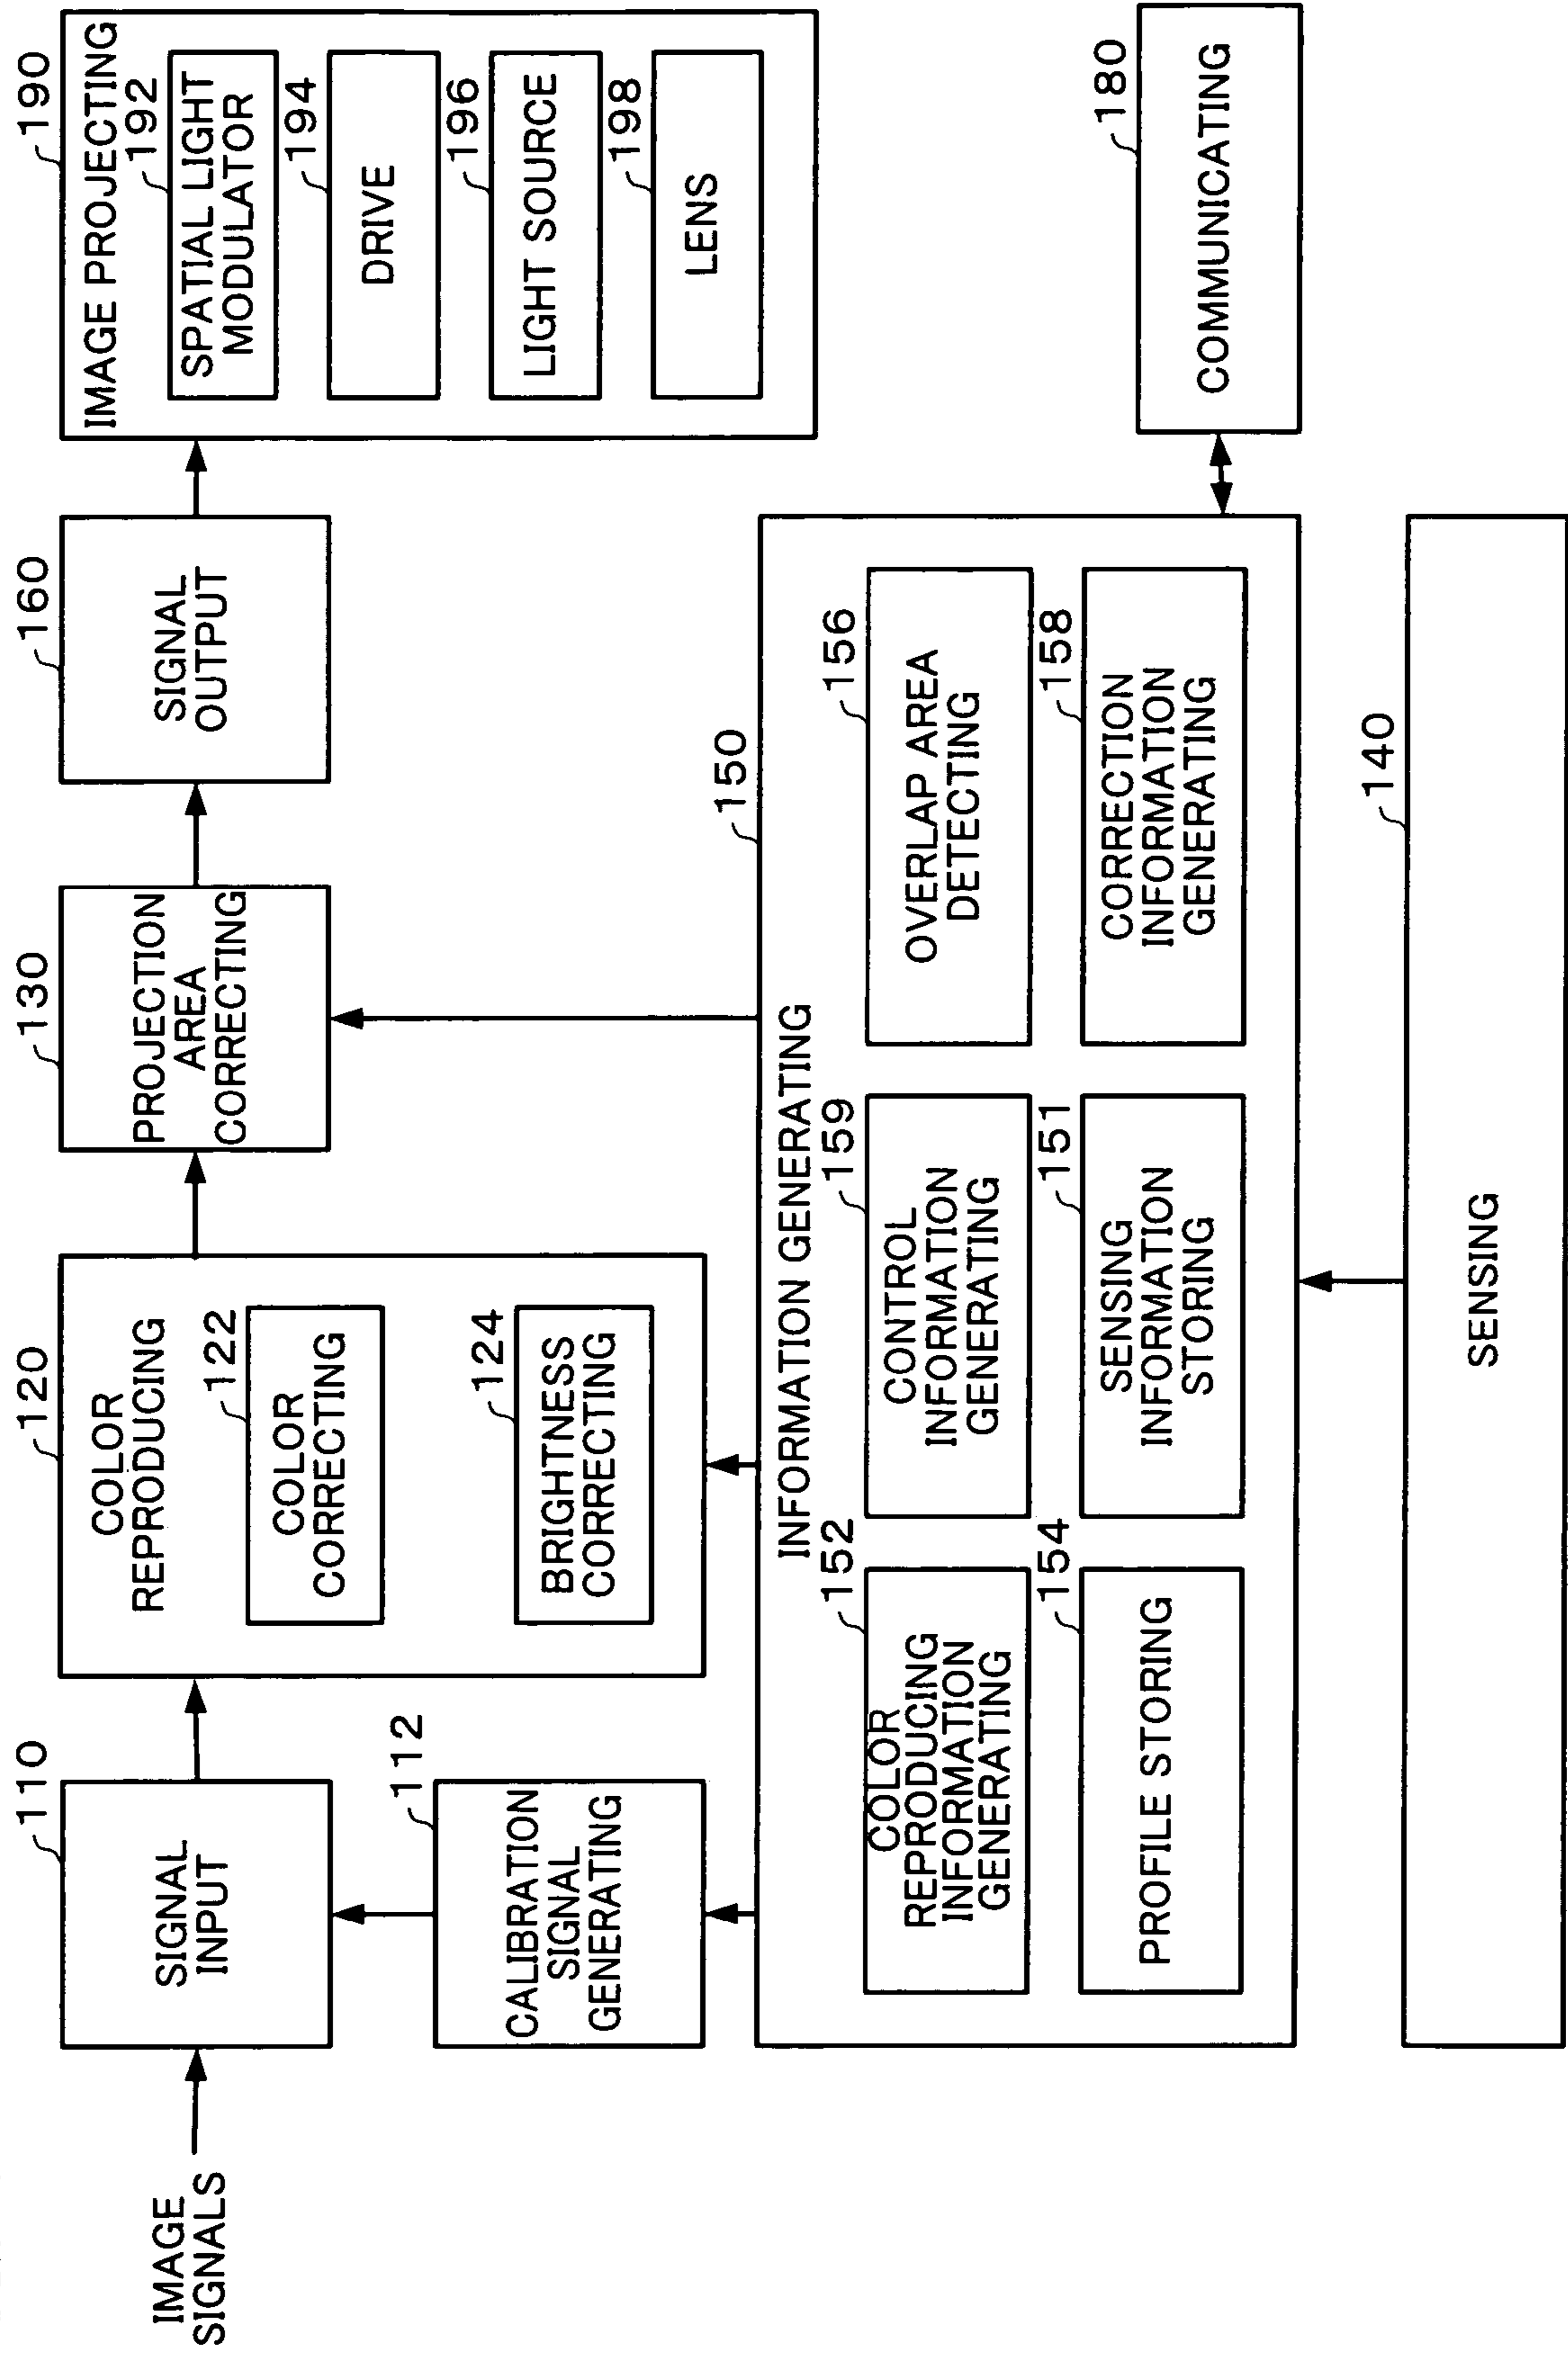 IMAGE
SIGNALS
110
SIGNAL
INPUT
112
CALIBRATION
SIGNAL
GENERATING
120
COLOR
REPRODUCING
122
COLOR
CORRECTING
124
BRIGHTNESS
CORRECTING
130
PROJECTION
AREA
CORRECTING
160
SIGNAL
OUTPUT
190
IMAGE PROJECTING
192
SPATIAL LIGHT
MODULATOR
194
DRIVE
196
LIGHT SOURCE
198
LENS
150
INFORMATION GENERATING
152
COLOR
REPRODUCING
INFORMATION
GENERATING
159
CONTROL
INFORMATION
GENERATING
156
OVERLAP AREA
DETECTING
154
PROFILE STORING
151
SENSING
INFORMATION
STORING
158
CORRECTION
INFORMATION
GENERATING
180
COMMUNICATING
140
SENSING